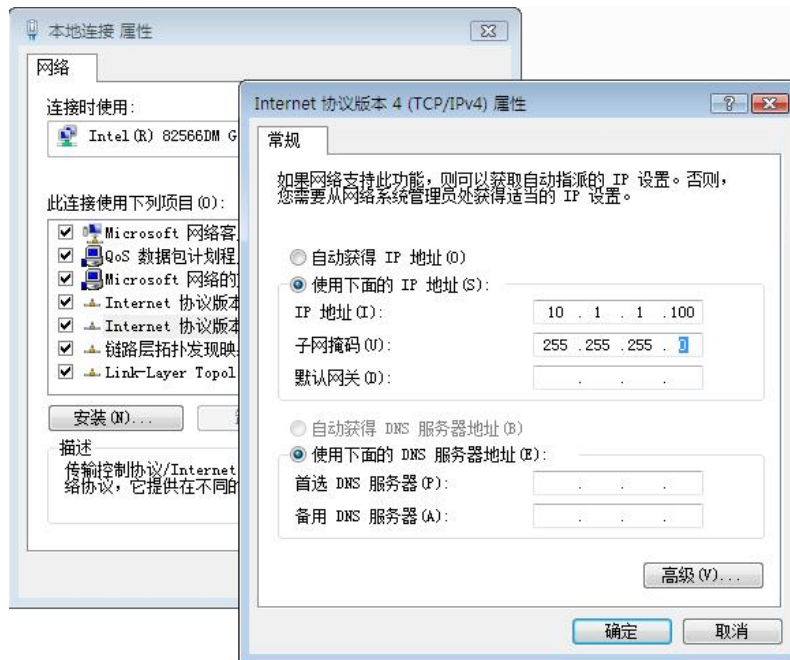 本地连接 属性
网络
连接时使用:
Intel(R) 82566DM G
此连接使用下列项目(O):
Microsoft 网络客
QoS 数据包计划程
Microsoft 网络的
Internet 协议版本
Internet 协议版本
链路层拓扑发现映
Link-Layer Topol
安装(N)...
描述
传输控制协议/Internet
络协议，它提供在不同的
Internet 协议版本 4 (TCP/IPv4) 属性
常规
如果网络支持此功能，则可以获取自动指派的 IP 设置。否则，
您需要从网络系统管理员处获得适当的 IP 设置。
自动获得 IP 地址(O)
使用下面的 IP 地址(S):
IP 地址(I): 10 . 1 . 1 .100
子网掩码(U): 255 .255 .255 . 0
默认网关(D): . . .
自动获得 DNS 服务器地址(B)
使用下面的 DNS 服务器地址(E):
首选 DNS 服务器(P): . . .
备用 DNS 服务器(A): . . .
高级(V)...
确定 取消